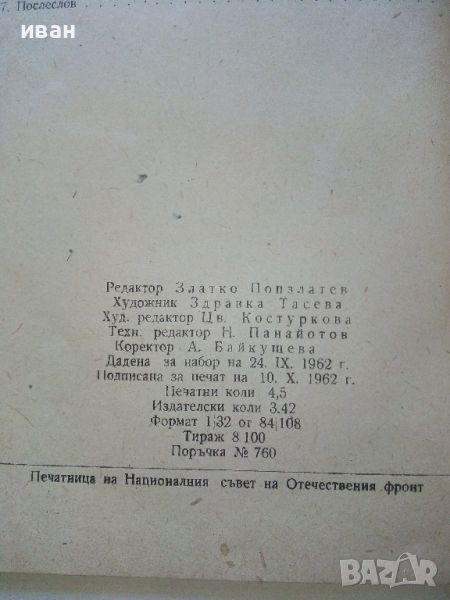 7. Послеслов
иван
Редактор Златко Попзлатев
Художник Здравка Тасева
Худ. редактор Цв. Костуркова
Техн. редактор Н. Панайотов
Коректор А. Байкушева
Дадена за набор на 24. IX. 1962 г.
Подписана за печат на 10. X. 1962 г.
Печатни коли 4,5
Издателски коли 3.42
Формат 1|32 от 84|108
Тираж 8 100
Поръчка № 760
Печатница на Националния съвет на Отечествения фронт
BAZAR